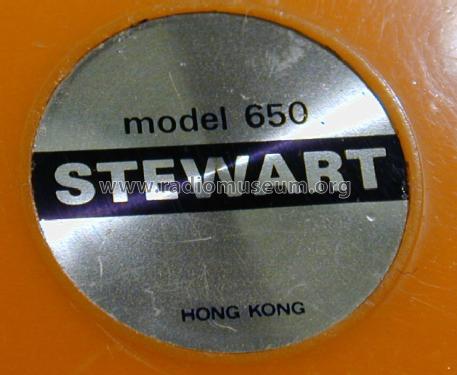 model 650
STEWART
www.radiomuseum.org
HONG KONG